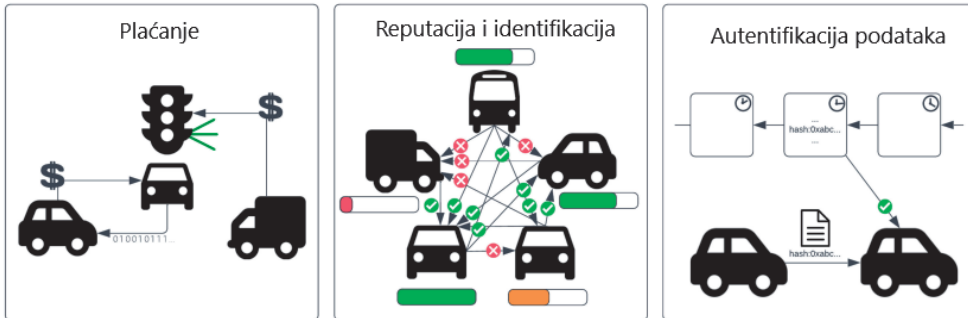 Plaćanje
$
$
010010111...
Reputacija i identifikacija
Autentifikacija podataka
...
hash:0xabc...
...
hash:0xabc...